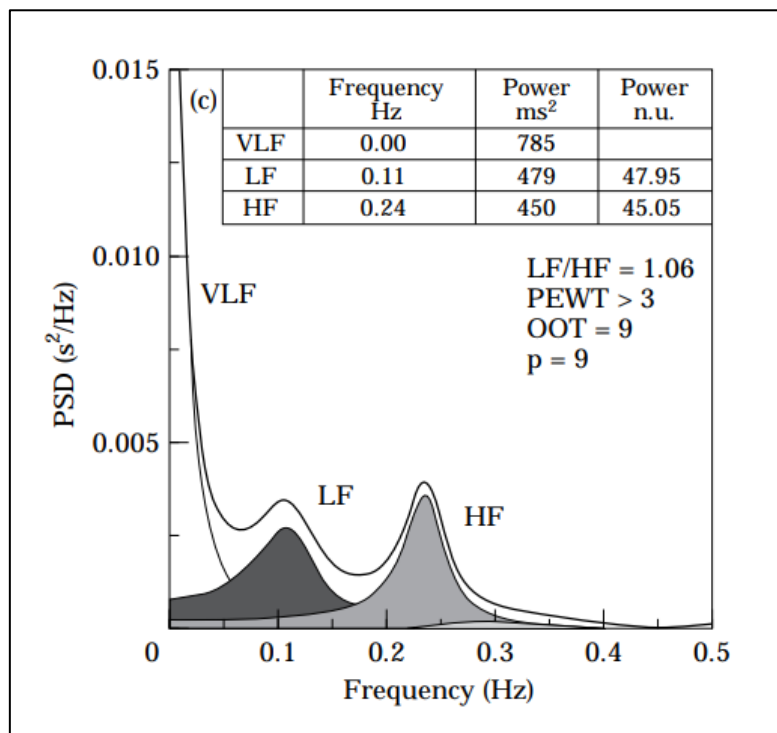 0.015
(c)
Frequency Hz Power ms² Power n.u.
VLF 0.00 785
LF 0.11 479 47.95
HF 0.24 450 45.05
0.010
VLF
LF/HF = 1.06
PEWT > 3
OOT = 9
p = 9
PSD (s²/Hz)
0.005
LF
HF
0 0.1 0.2 0.3 0.4 0.5
Frequency (Hz)